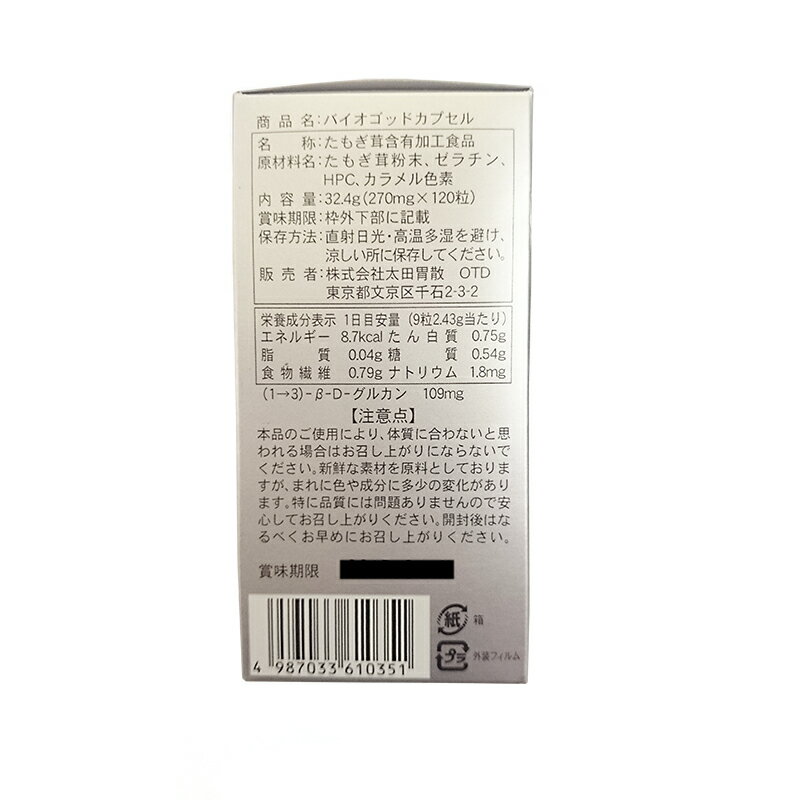 商品名:バイオゴッドカプセル
名称:たもぎ茸含有加工食品
原材料名:たもぎ茸粉末、ゼラチン、
HPC、カラメル色素
内容量:32.4g(270mg×120粒)
賞味期限:枠外下部に記載
保存方法:直射日光・高温多湿を避け、
涼しい所に保存してください。
販売者:株式会社太田胃散 OTD
東京都文京区千石2-3-2
栄養成分表示 1日目安量(9粒2.43g当たり)
エネルギー 8.7kcal たん白質 0.75g
脂質 0.04g 糖質 0.54g
食物繊維 0.79g ナトリウム 1.8mg
(1→3)-β-D-グルカン 109mg
【注意点】
本品のご使用により、体質に合わないと思
われる場合はお召し上がりにならないで
ください。新鮮な素材を原料としておりま
すが、まれに色や成分に多少の変化があり
ます。特に品質には問題ありませんので安
心してお召し上がりください。開封後はな
るべくお早めにお召し上がりください。
賞味期限
紙 箱
プラ 外装フィルム
4 987033 610351